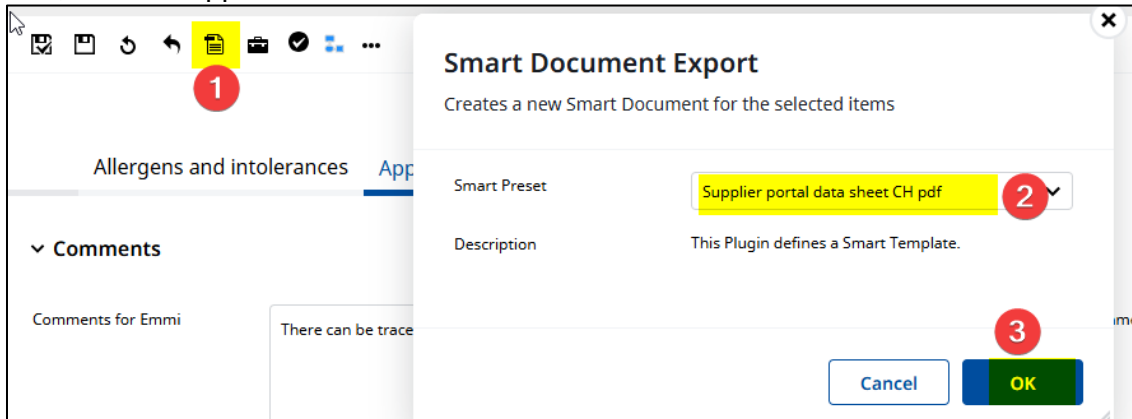 1
Allergens and intolerances App
Comments
Comments for Emmi
There can be trace
Smart Document Export
Creates a new Smart Document for the selected items
Smart Preset
Supplier portal data sheet CH pdf
2
Description
This Plugin defines a Smart Template.
3
Cancel
OK